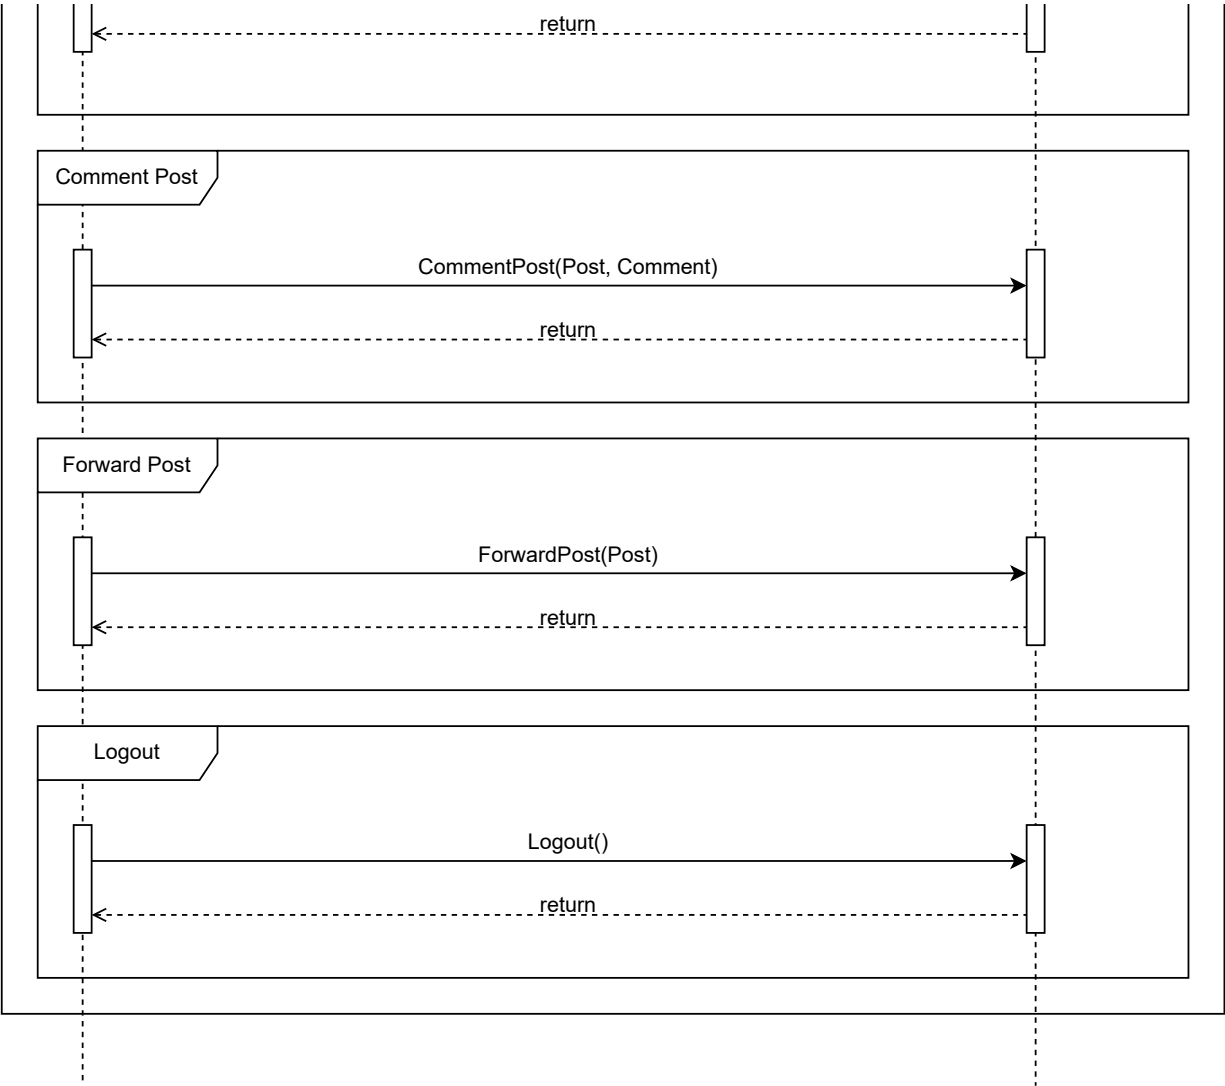 return
Comment Post
CommentPost(Post, Comment)
return
Forward Post
ForwardPost(Post)
return
Logout
Logout()
return